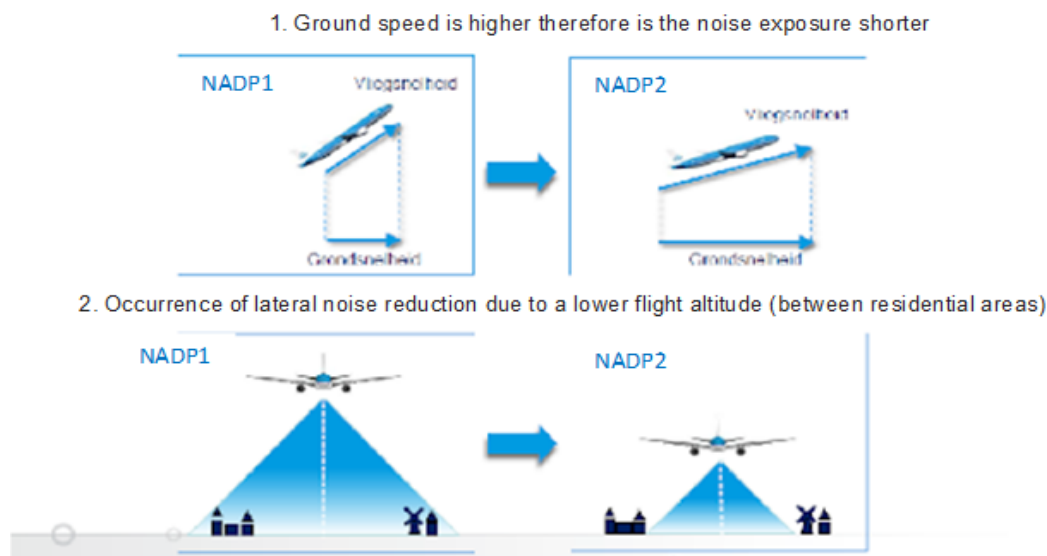 1. Ground speed is higher therefore is the noise exposure shorter
NADP1
Vliegsnelheid
Grondsnelheid
NADP2
Vliegsnelheid
Grondsnelheid
2. Occurrence of lateral noise reduction due to a lower flight altitude (between residential areas)
NADP1
NADP2